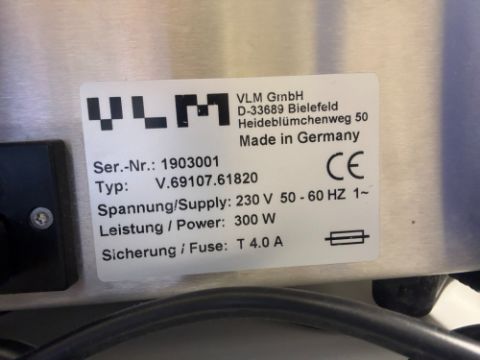 VLM
VLM GmbH
D-33689 Bielefeld
Heideblümchenweg 50
Made in Germany
Ser.-Nr.: 1903001
Typ: V.69107.61820
CE
Spannung/Supply: 230 V 50 - 60 HZ 1~
Leistung / Power: 300 W
Sicherung / Fuse: T 4.0 A